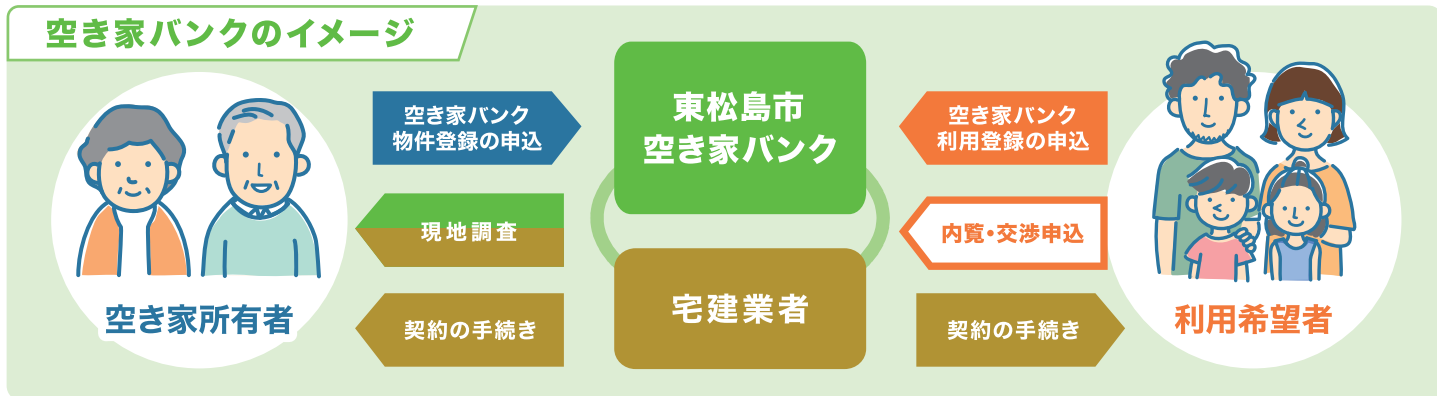 空き家バンクのイメージ
空き家所有者
空き家バンク
物件登録の申込
現地調査
契約の手続き
東松島市
空き家バンク
宅建業者
空き家バンク
利用登録の申込
内覧・交渉申込
契約の手続き
利用希望者